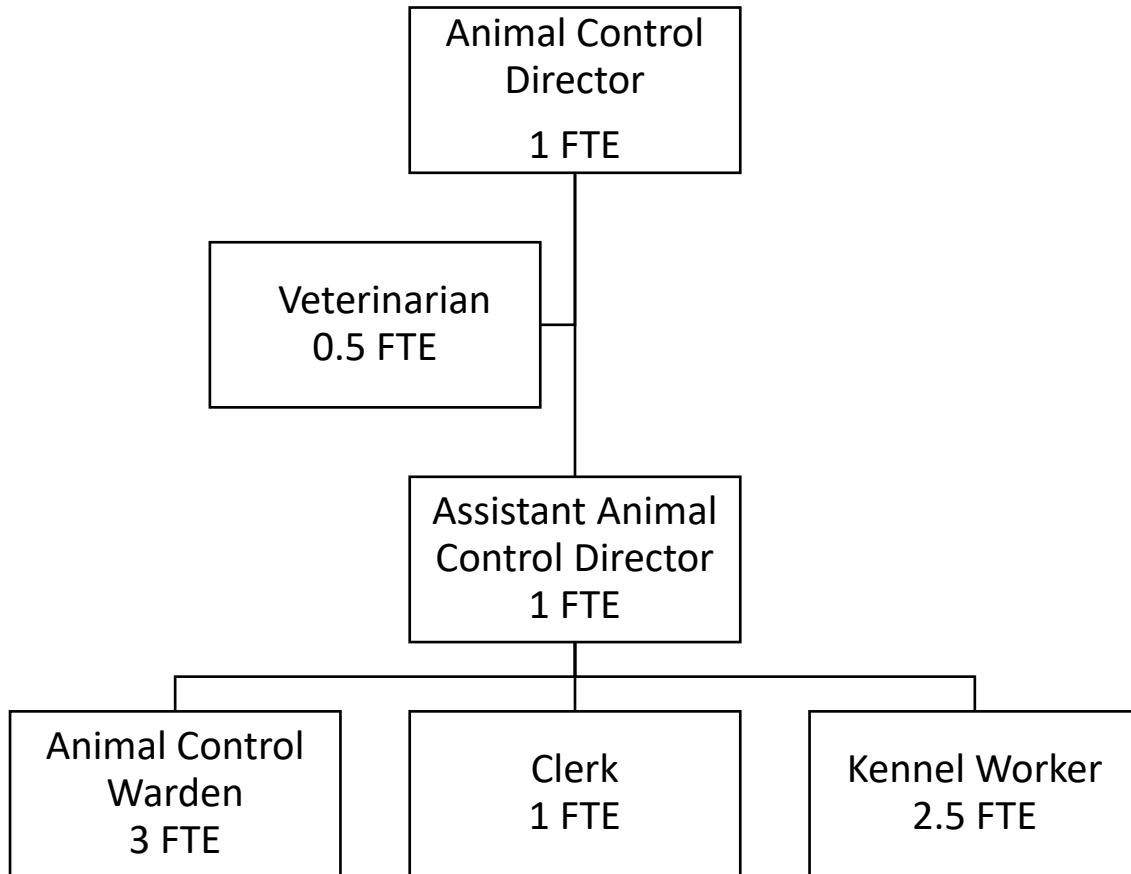 Animal Control
Director
1 FTE
Veterinarian
0.5 FTE
Assistant Animal
Control Director
1 FTE
Animal Control
Warden
3 FTE
Clerk
1 FTE
Kennel Worker
2.5 FTE